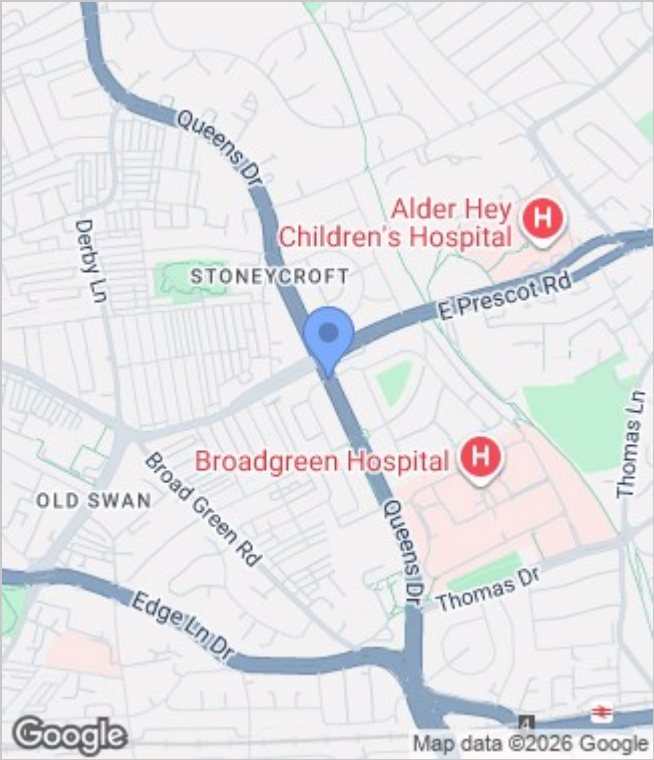 Queens Dr
Derby Ln
Alder Hey
Children's Hospital
H
STONEYCROFT
E Prescot Rd
Thomas Ln
Broadgreen Hospital
H
OLD SWAN
Broad Green Rd
Queens Dr
Thomas Dr
Edge Ln Dr
4
Google
Map data ©2026 Google